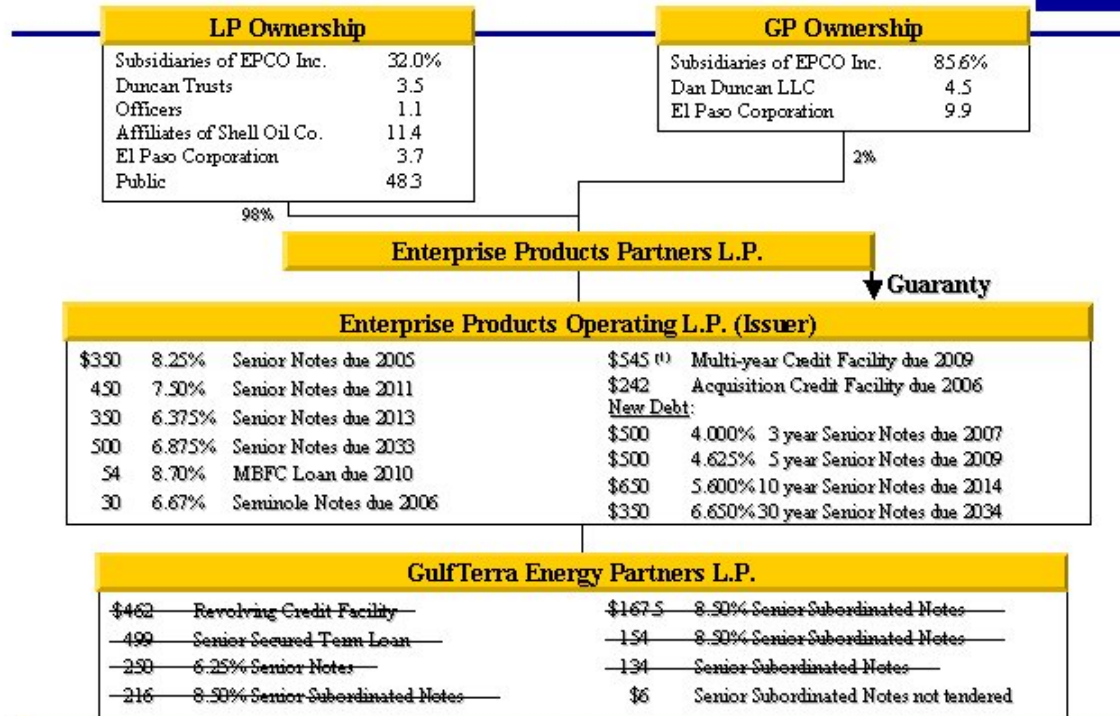 LP Ownership
Subsidiaries of EPCO Inc. 32.0%
Duncan Trusts 3.5
Officers 1.1
Affiliates of Shell Oil Co. 11.4
El Paso Corporation 3.7
Public 48.3
98%
GP Ownership
Subsidiaries of EPCO Inc. 85.6%
Dan Duncan LLC 4.5
El Paso Corporation 9.9
2%
Enterprise Products Partners L.P.
Guaranty
Enterprise Products Operating L.P. (Issuer)
$350 8.25% Senior Notes due 2005
450 7.50% Senior Notes due 2011
350 6.375% Senior Notes due 2013
500 6.875% Senior Notes due 2033
54 8.70% MBFC Loan due 2010
30 6.67% Seminole Notes due 2006
$545 (1) Multi-year Credit Facility due 2009
$242 Acquisition Credit Facility due 2006
New Debt:
$500 4.000% 3 year Senior Notes due 2007
$500 4.625% 5 year Senior Notes due 2009
$650 5.600% 10 year Senior Notes due 2014
$350 6.650% 30 year Senior Notes due 2034
GulfTerra Energy Partners L.P.
$462 Revolving Credit Facility
499 Senior Secured Term Loan
250 6.25% Senior Notes
216 8.50% Senior Subordinated Notes
$167.5 8.50% Senior Subordinated Notes
154 8.50% Senior Subordinated Notes
134 Senior Subordinated Notes
$6 Senior Subordinated Notes not tendered